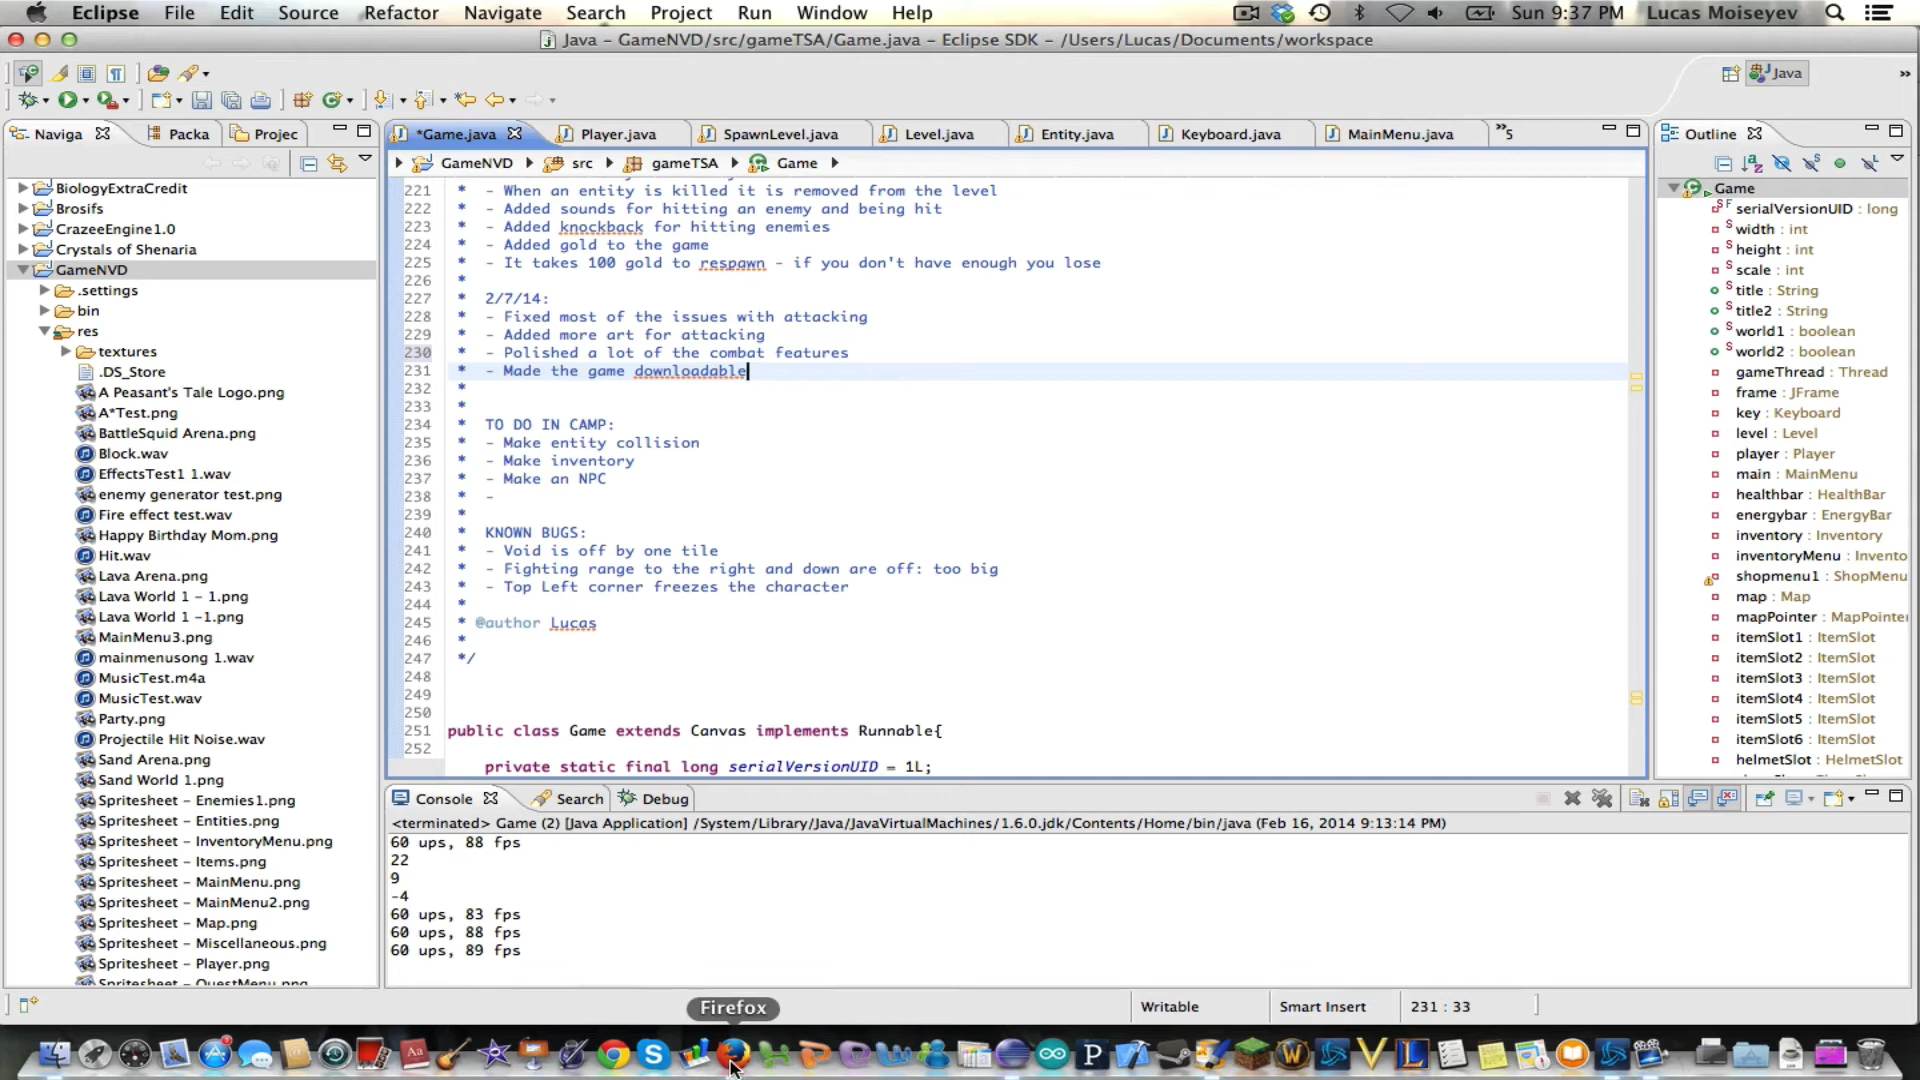 Eclipse File Edit Source Refactor Navigate Search Project Run Window Help Sun 9:37 PM Lucas Moiseyev
Java – GameNVD/src/gameTSA/Game.java – Eclipse SDK – /Users/Lucas/Documents/workspace
Java
Naviga Packa Projec
BiologyExtraCredit
Brosifs
CrazeeEngine1.0
Crystals of Shenaria
GameNVD
.settings
bin
res
textures
.DS_Store
A Peasant's Tale Logo.png
A*Test.png
BattleSquid Arena.png
Block.wav
EffectsTest1 1.wav
enemy generator test.png
Fire effect test.wav
Happy Birthday Mom.png
Hit.wav
Lava Arena.png
Lava World 1 – 1.png
Lava World 1 –1.png
MainMenu3.png
mainmenusong 1.wav
MusicTest.m4a
MusicTest.wav
Party.png
Projectile Hit Noise.wav
Sand Arena.png
Sand World 1.png
Spritesheet – Enemies1.png
Spritesheet – Entities.png
Spritesheet – InventoryMenu.png
Spritesheet – Items.png
Spritesheet – MainMenu.png
Spritesheet – MainMenu2.png
Spritesheet – Map.png
Spritesheet – Miscellaneous.png
Spritesheet – Player.png
Spritesheet – QuestMenu.png
*Game.java Player.java SpawnLevel.java Level.java Entity.java Keyboard.java MainMenu.java »5
GameNVD src gameTSA Game
221 * - When an entity is killed it is removed from the level
222 * - Added sounds for hitting an enemy and being hit
223 * - Added knockback for hitting enemies
224 * - Added gold to the game
225 * - It takes 100 gold to respawn - if you don't have enough you lose
226 *
227 * 2/7/14:
228 * - Fixed most of the issues with attacking
229 * - Added more art for attacking
230 * - Polished a lot of the combat features
231 * - Made the game downloadable
232 *
233 *
234 * TO DO IN CAMP:
235 * - Make entity collision
236 * - Make inventory
237 * - Make an NPC
238 * -
239 *
240 * KNOWN BUGS:
241 * - Void is off by one tile
242 * - Fighting range to the right and down are off: too big
243 * - Top Left corner freezes the character
244 *
245 * @author Lucas
246 *
247 */
248
249
250
251 public class Game extends Canvas implements Runnable{
252
private static final long serialVersionUID = 1L;
Outline
Game
serialVersionUID : long
width : int
height : int
scale : int
title : String
title2 : String
world1 : boolean
world2 : boolean
gameThread : Thread
frame : JFrame
key : Keyboard
level : Level
player : Player
main : MainMenu
healthbar : HealthBar
energybar : EnergyBar
inventory : Inventory
inventoryMenu : Invento
shopmenu1 : ShopMenu
map : Map
mapPointer : MapPointer
itemSlot1 : ItemSlot
itemSlot2 : ItemSlot
itemSlot3 : ItemSlot
itemSlot4 : ItemSlot
itemSlot5 : ItemSlot
itemSlot6 : ItemSlot
helmetSlot : HelmetSlot
Console Search Debug
<terminated> Game (2) [Java Application] /System/Library/Java/JavaVirtualMachines/1.6.0.jdk/Contents/Home/bin/java (Feb 16, 2014 9:13:14 PM)
60 ups, 88 fps
22
9
-4
60 ups, 83 fps
60 ups, 88 fps
60 ups, 89 fps
Writable Smart Insert 231 : 33
Firefox